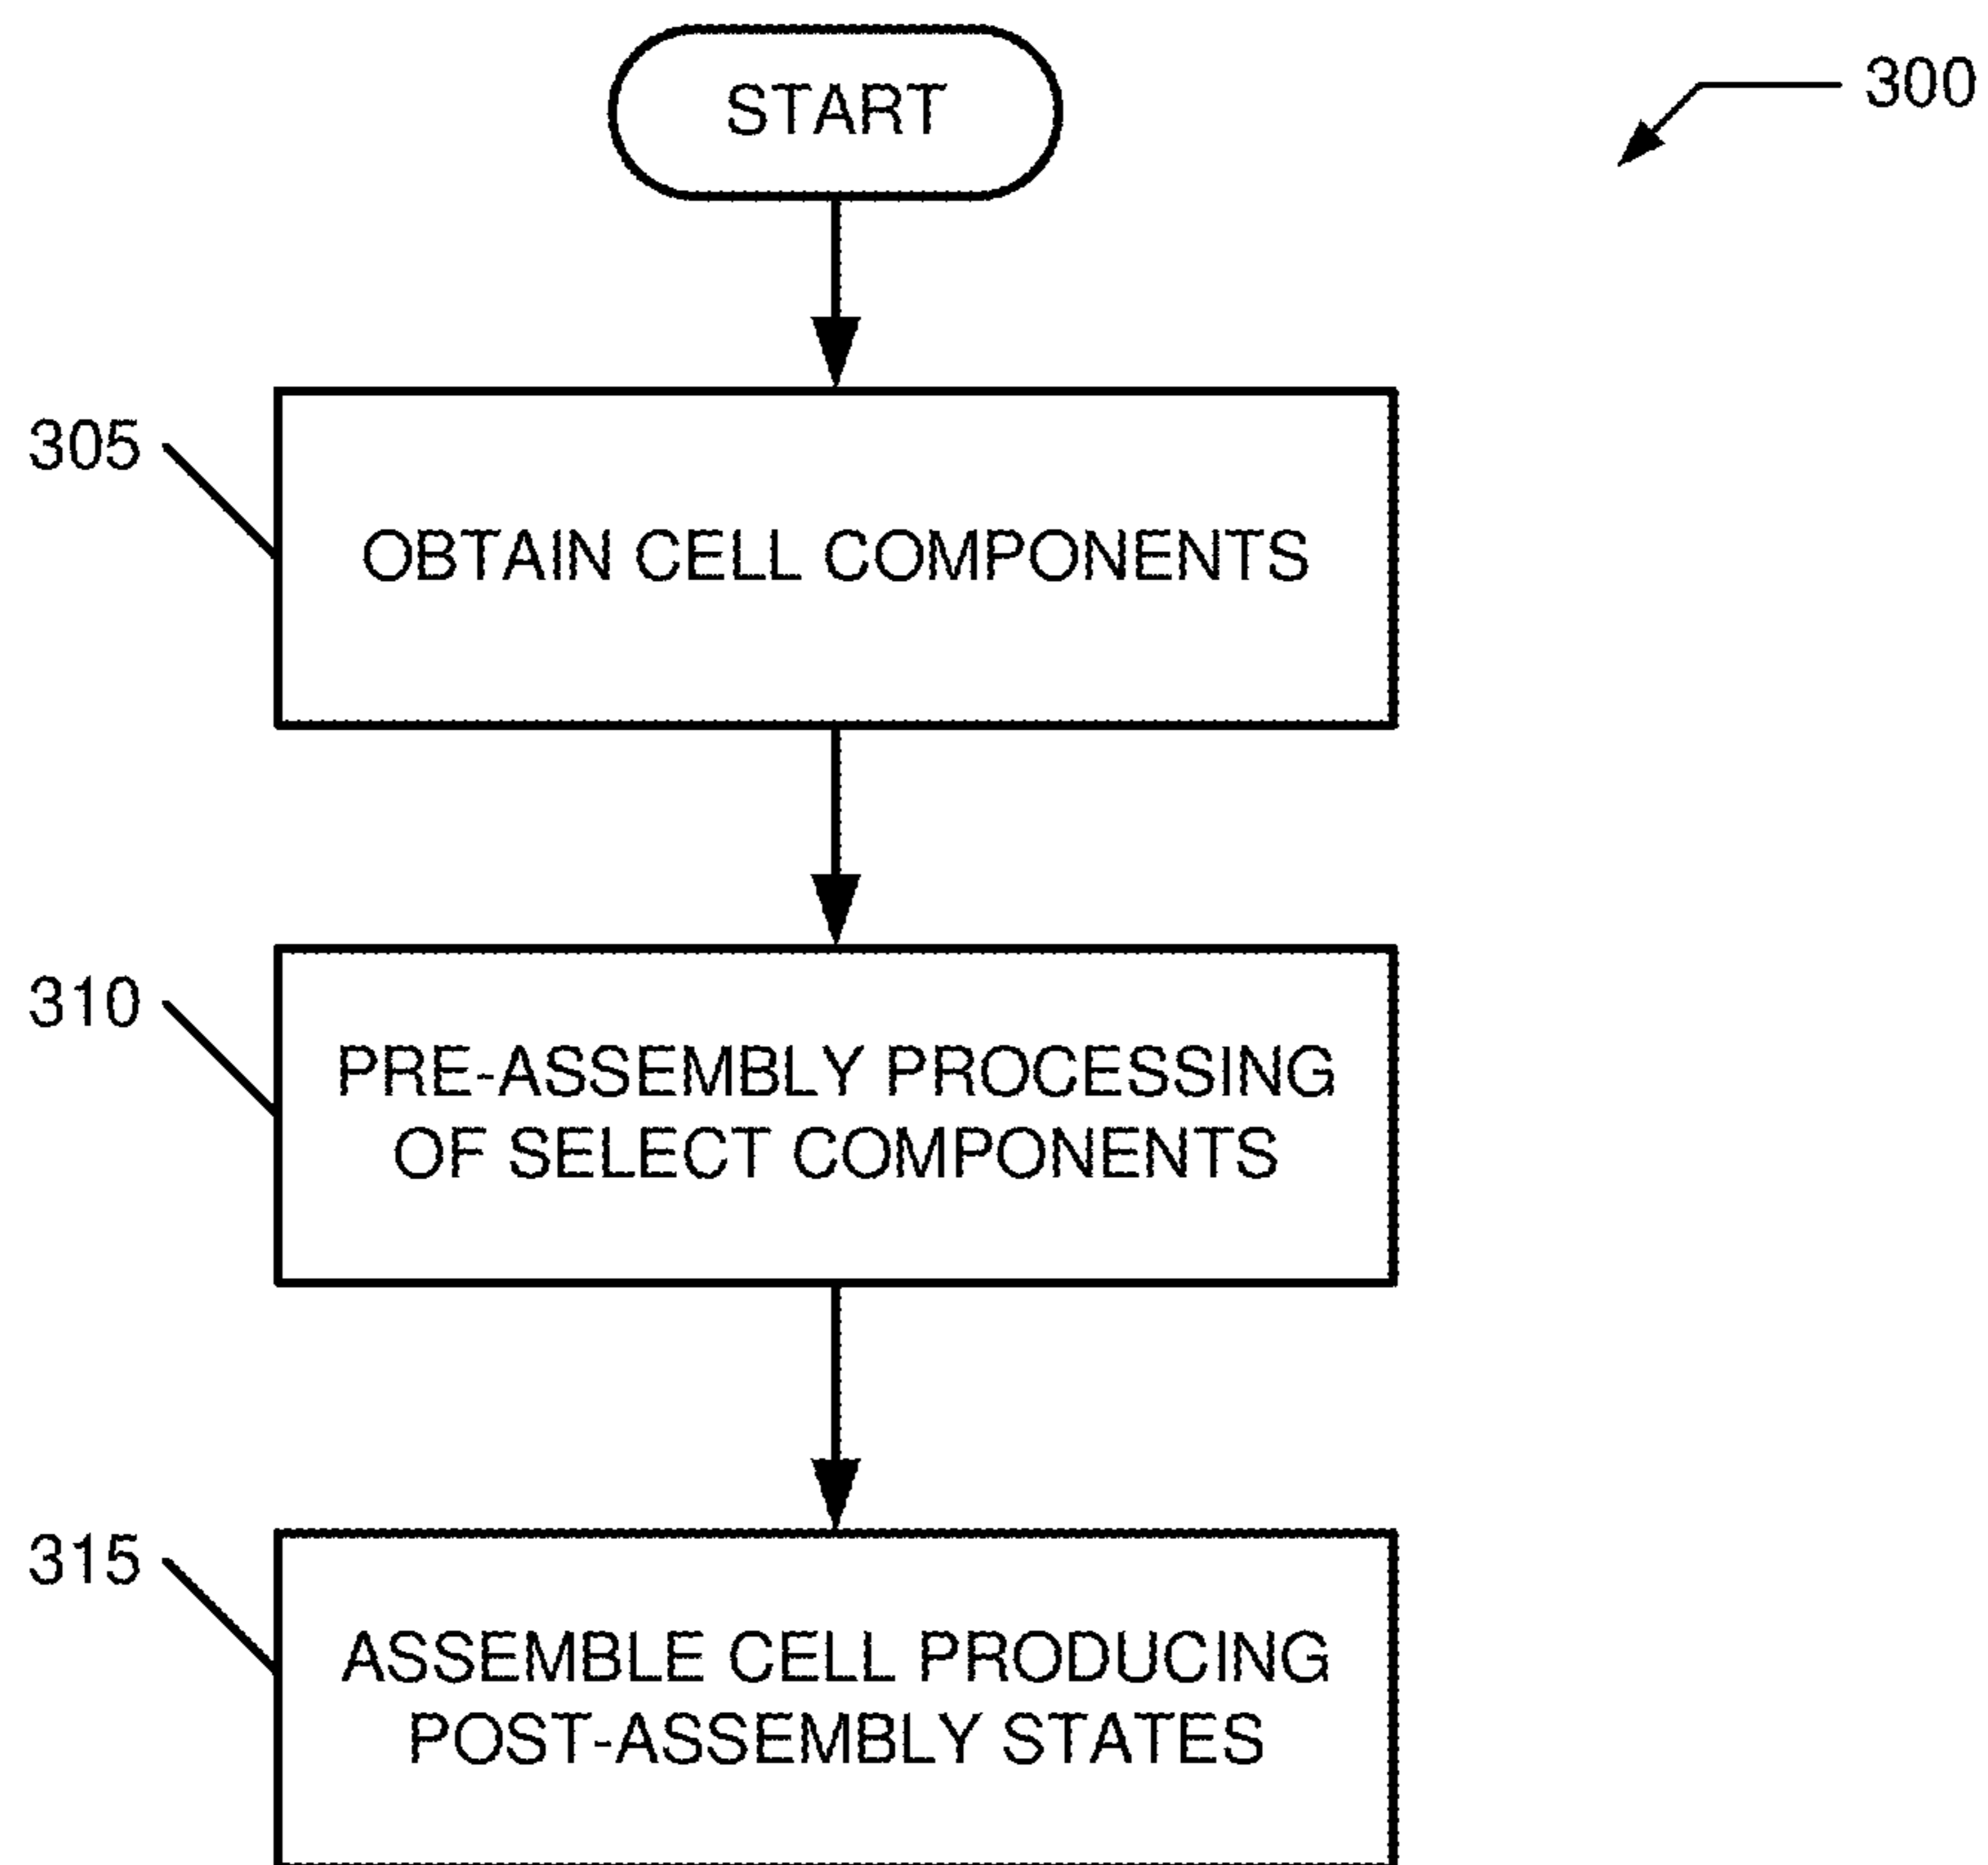 START
300
305
OBTAIN CELL COMPONENTS
310
PRE-ASSEMBLY PROCESSING
OF SELECT COMPONENTS
315
ASSEMBLE CELL PRODUCING
POST-ASSEMBLY STATES